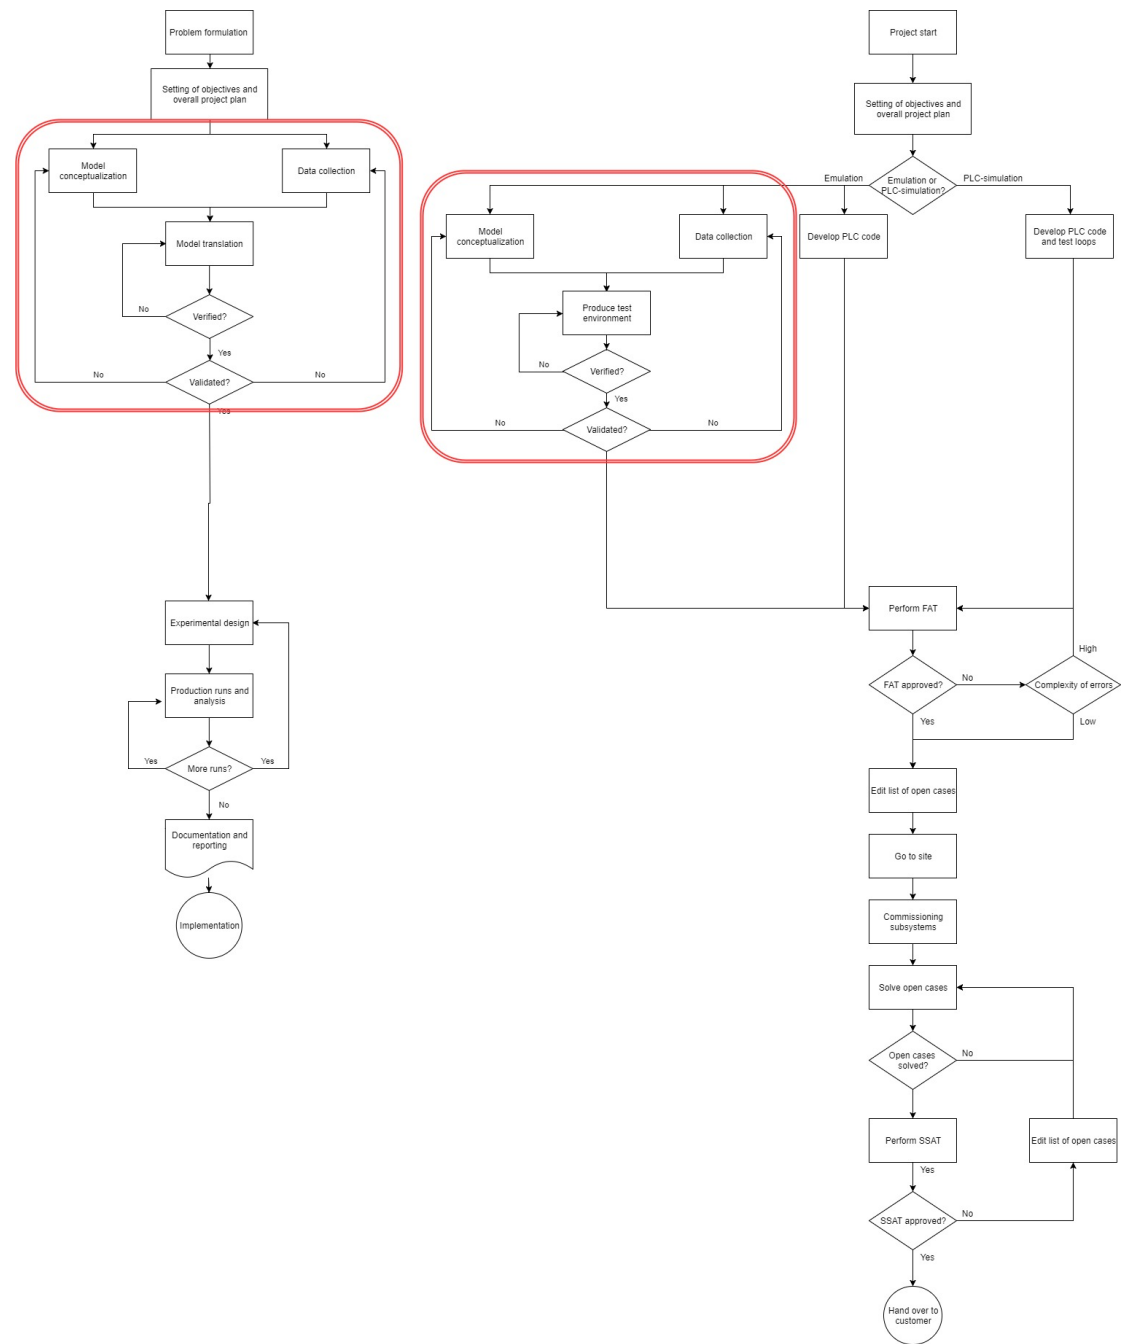 Problem formulation
Setting of objectives and
overall project plan
Model
conceptualization
Data collection
Model translation
No
Verified?
Yes
No
Validated?
No
Yes
Experimental design
Production runs and
analysis
Yes
More runs?
Yes
No
Documentation and
reporting
Implementation
Project start
Setting of objectives and
overall project plan
Emulation
Emulation or
PLC-simulation?
PLC-simulation
Model
conceptualization
Data collection
Develop PLC code
Develop PLC code
and test loops
Produce test
environment
No
Verified?
Yes
No
Validated?
No
Perform FAT
High
FAT approved?
No
Complexity of errors
Yes
Low
Edit list of open cases
Go to site
Commissioning
subsystems
Solve open cases
Open cases
solved?
No
Perform SSAT
Edit list of open cases
Yes
SSAT approved?
No
Yes
Hand over to
customer